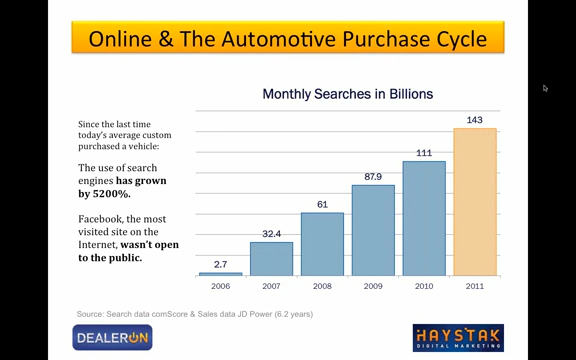 Online & The Automotive Purchase Cycle
Monthly Searches in Billions
Since the last time
today's average custom
purchased a vehicle:
The use of search
engines has grown
by 5200%.
Facebook, the most
visited site on the
Internet, wasn't open
to the public.
2.7
32.4
61
87.9
111
143
2006
2007
2008
2009
2010
2011
Source: Search data comScore & Sales data JD Power (6.2 years)
DEALERON
HAYSTAK
DIGITAL MARKETING